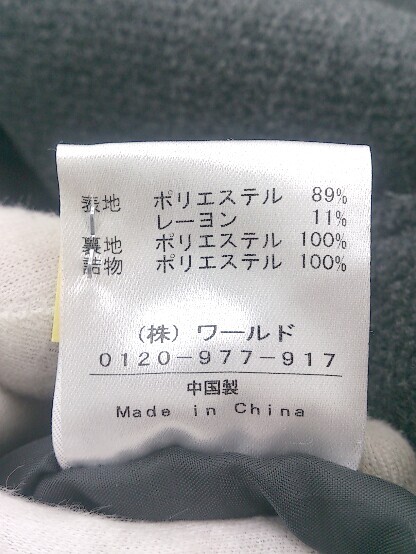 表地 ポリエステル 89%
レーヨン 11%
裏地 ポリエステル 100%
詰物 ポリエステル 100%
(株) ワールド
0120-977-917
中国製
Made in China